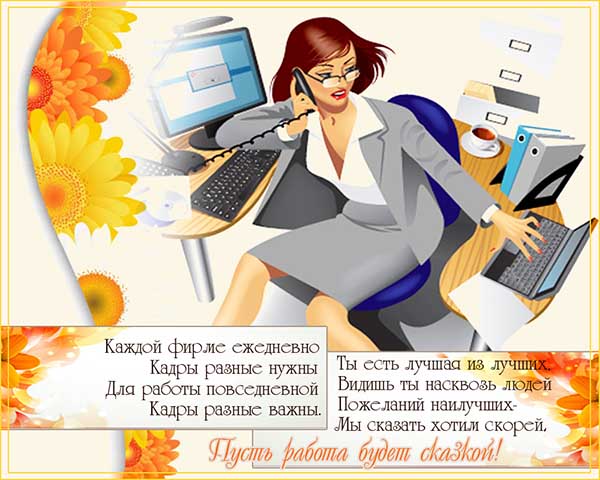 Каждой фирме ежедневно
Кадры разные нужны
Для работы повседневной
Кадры разные важны.
Ты есть лучшая из лучших,
Видишь ты насквозь людей
Пожеланий наилучших-
Мы сказать хотим скорей,
Пусть работа будет сказкой!